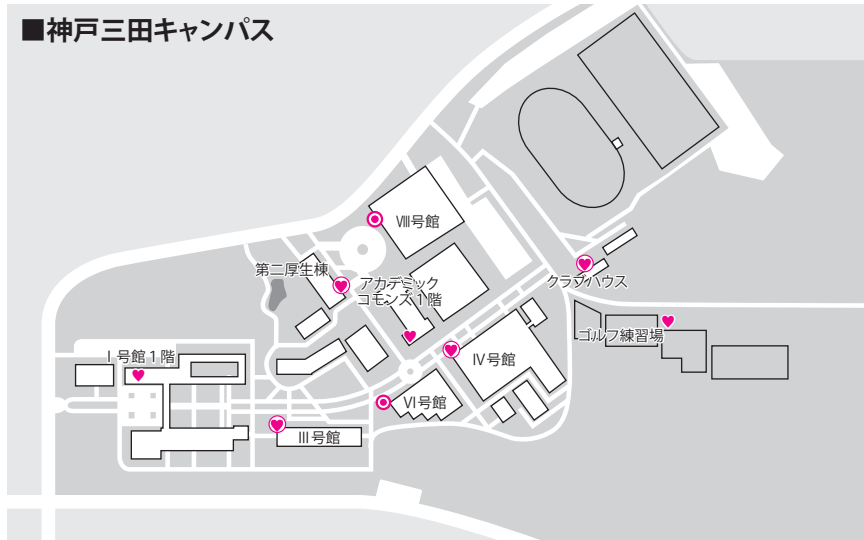 ■神戸三田キャンパス
Ⅷ号館
第二厚生棟
アカデミック
コモンズ1階
クラブハウス
ゴルフ練習場
Ⅰ号館1階
Ⅳ号館
Ⅵ号館
Ⅲ号館